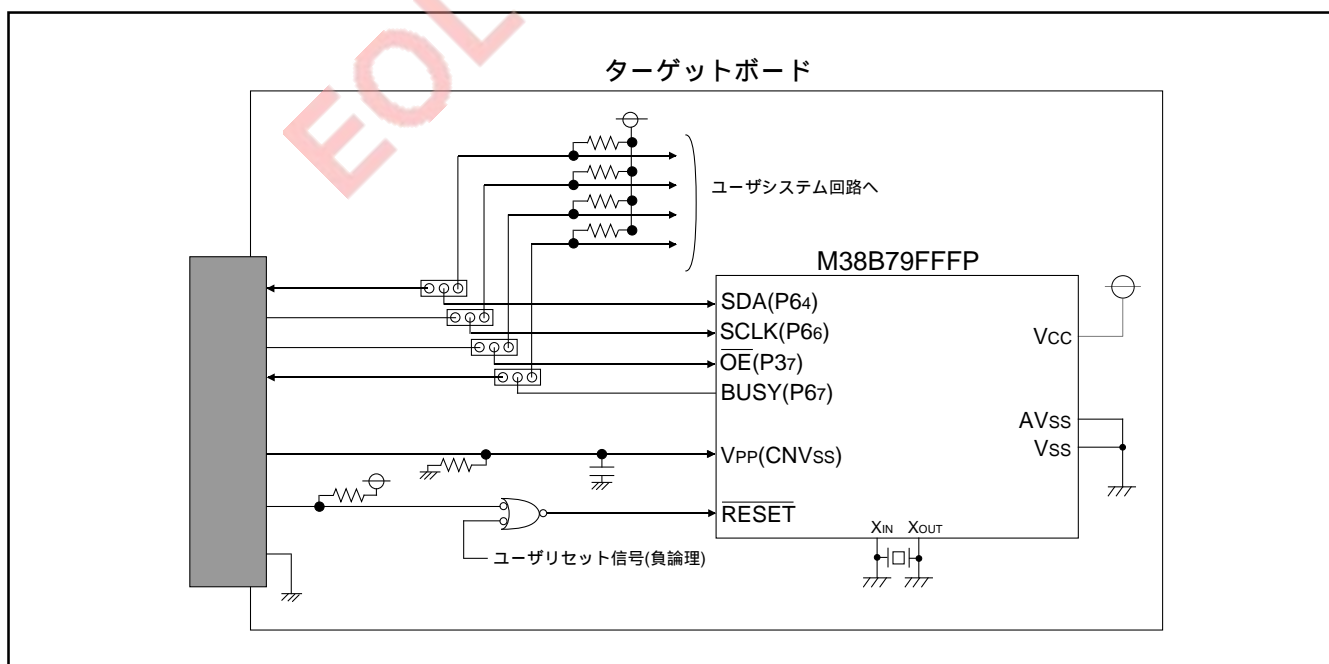 EOL
ターゲットボード
ユーザシステム回路へ
M38B79FFFP
SDA(P64)
SCLK(P66)
OE(P37)
BUSY(P67)
VPP(CNVSS)
RESET
VCC
AVSS
VSS
XIN XOUT
ユーザリセット信号(負論理)